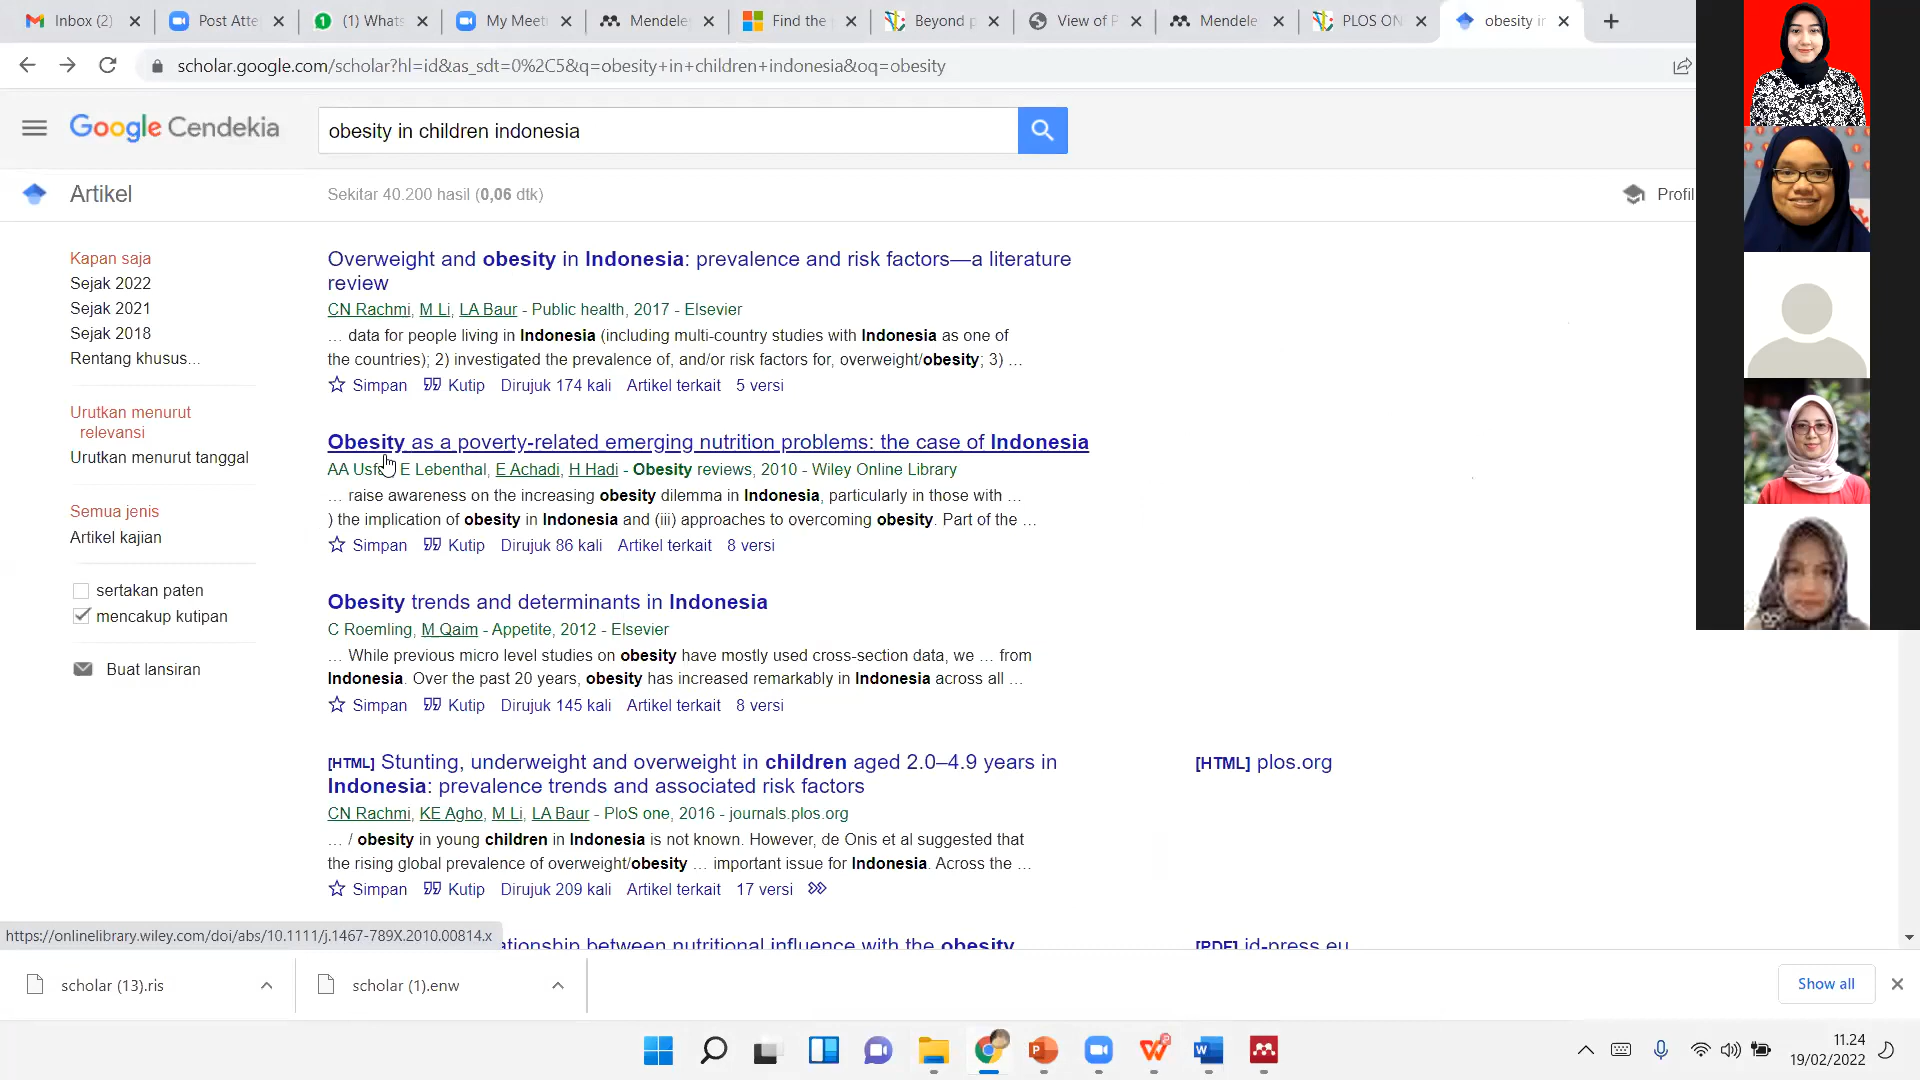 Inbox (2)
Post Atte
(1) Whats
My Meeti
Mendele
Find the
Beyond p
View of P
Mendele
PLOS ON
obesity in
scholar.google.com/scholar?hl=id&as_sdt=0%2C5&q=obesity+in+children+indonesia&oq=obesity
Google Cendekia
obesity in children indonesia
Artikel
Sekitar 40.200 hasil (0,06 dtk)
Profil
Kapan saja
Sejak 2022
Sejak 2021
Sejak 2018
Rentang khusus...
Urutkan menurut
relevansi
Urutkan menurut tanggal
Semua jenis
Artikel kajian
sertakan paten
mencakup kutipan
Buat lansiran
Overweight and obesity in Indonesia: prevalence and risk factors—a literature
review
CN Rachmi, M Li, LA Baur - Public health, 2017 - Elsevier
... data for people living in Indonesia (including multi-country studies with Indonesia as one of
the countries); 2) investigated the prevalence of, and/or risk factors for, overweight/obesity; 3) ...
Simpan Kutip Dirujuk 174 kali Artikel terkait 5 versi
Obesity as a poverty-related emerging nutrition problems: the case of Indonesia
AA Usf E Lebenthal, E Achadi, H Hadi - Obesity reviews, 2010 - Wiley Online Library
... raise awareness on the increasing obesity dilemma in Indonesia, particularly in those with ...
) the implication of obesity in Indonesia and (iii) approaches to overcoming obesity. Part of the ...
Simpan Kutip Dirujuk 86 kali Artikel terkait 8 versi
Obesity trends and determinants in Indonesia
C Roemling, M Qaim - Appetite, 2012 - Elsevier
... While previous micro level studies on obesity have mostly used cross-section data, we ... from
Indonesia. Over the past 20 years, obesity has increased remarkably in Indonesia across all ...
Simpan Kutip Dirujuk 145 kali Artikel terkait 8 versi
[HTML] Stunting, underweight and overweight in children aged 2.0–4.9 years in
Indonesia: prevalence trends and associated risk factors
[HTML] plos.org
CN Rachmi, KE Agho, M Li, LA Baur - PloS one, 2016 - journals.plos.org
... / obesity in young children in Indonesia is not known. However, de Onis et al suggested that
the rising global prevalence of overweight/obesity ... important issue for Indonesia. Across the ...
Simpan Kutip Dirujuk 209 kali Artikel terkait 17 versi
https://onlinelibrary.wiley.com/doi/abs/10.1111/j.1467-789X.2010.00814.x
ationship between nutritional influence with the obesity
[PDF] id-press.eu
scholar (13).ris
scholar (1).enw
Show all
11.24
19/02/2022